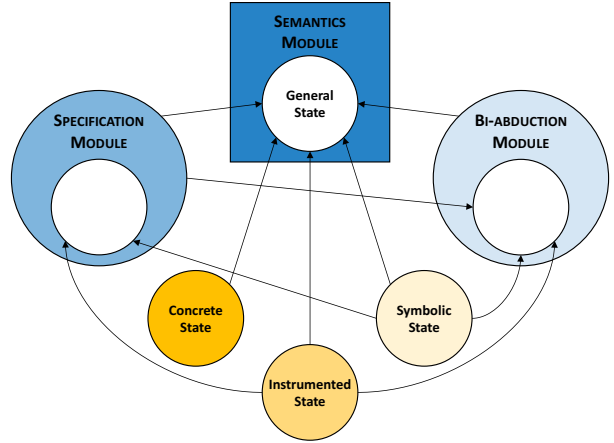 SEMANTICS
MODULE
General
State
SPECIFICATION
MODULE
BI-ABDUCTION
MODULE
Concrete
State
Symbolic
State
Instrumented
State